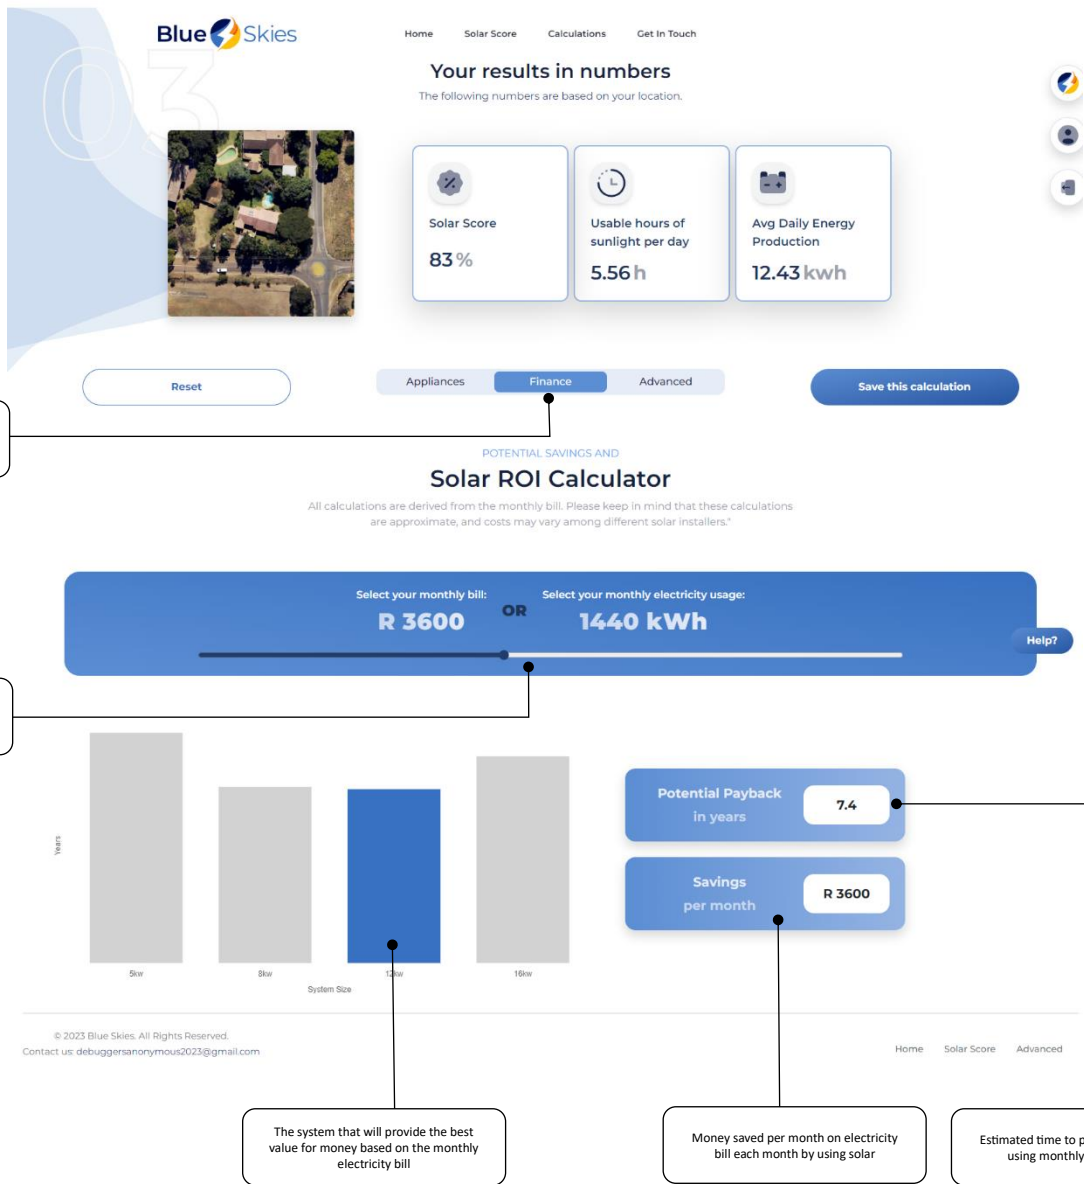 03
Blue Skies
Home Solar Score Calculations Get In Touch
Your results in numbers
The following numbers are based on your location.
Solar Score
83 %
Usable hours of
sunlight per day
5.56 h
Avg Daily Energy
Production
12.43 kwh
Reset
Appliances Finance Advanced
Save this calculation
POTENTIAL SAVINGS AND
Solar ROI Calculator
All calculations are derived from the monthly bill. Please keep in mind that these calculations
are approximate, and costs may vary among different solar installers."
Select your monthly bill:
R 3600
OR
Select your monthly electricity usage:
1440 kWh
Help?
Years
5kw 8kw 12kw 16kw
System Size
Potential Payback
in years
7.4
Savings
per month
R 3600
© 2023 Blue Skies. All Rights Reserved.
Contact us: debuggersanonymous2023@gmail.com
Home Solar Score Advanced
The system that will provide the best
value for money based on the monthly
electricity bill
Money saved per month on electricity
bill each month by using solar
Estimated time to p
using monthly